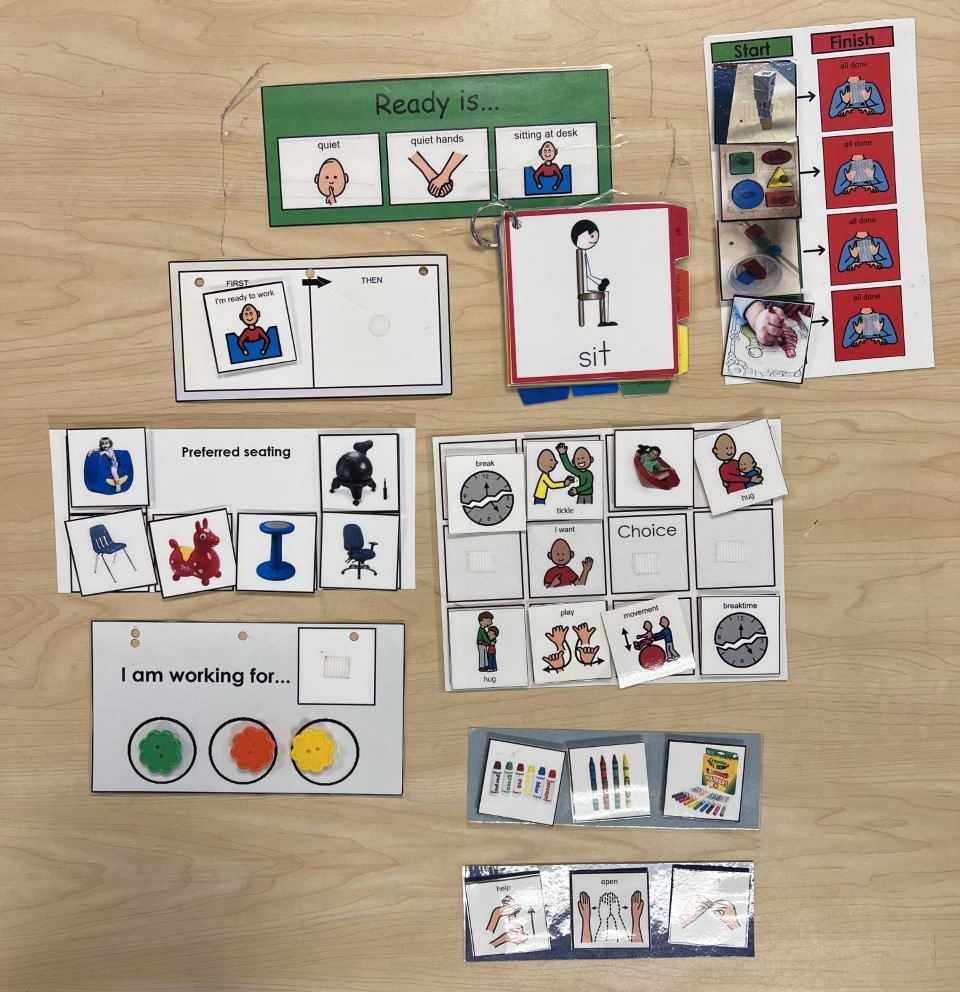 Ready is...
quiet
quiet hands
sitting at desk
Start
Finish
all done
all done
all done
all done
FIRST
THEN
I'm ready to work
sit
sit
Preferred seating
break
tickle
hug
I want
Choice
hug
play
movement
breaktime
I am working for...
Crayola
help
open